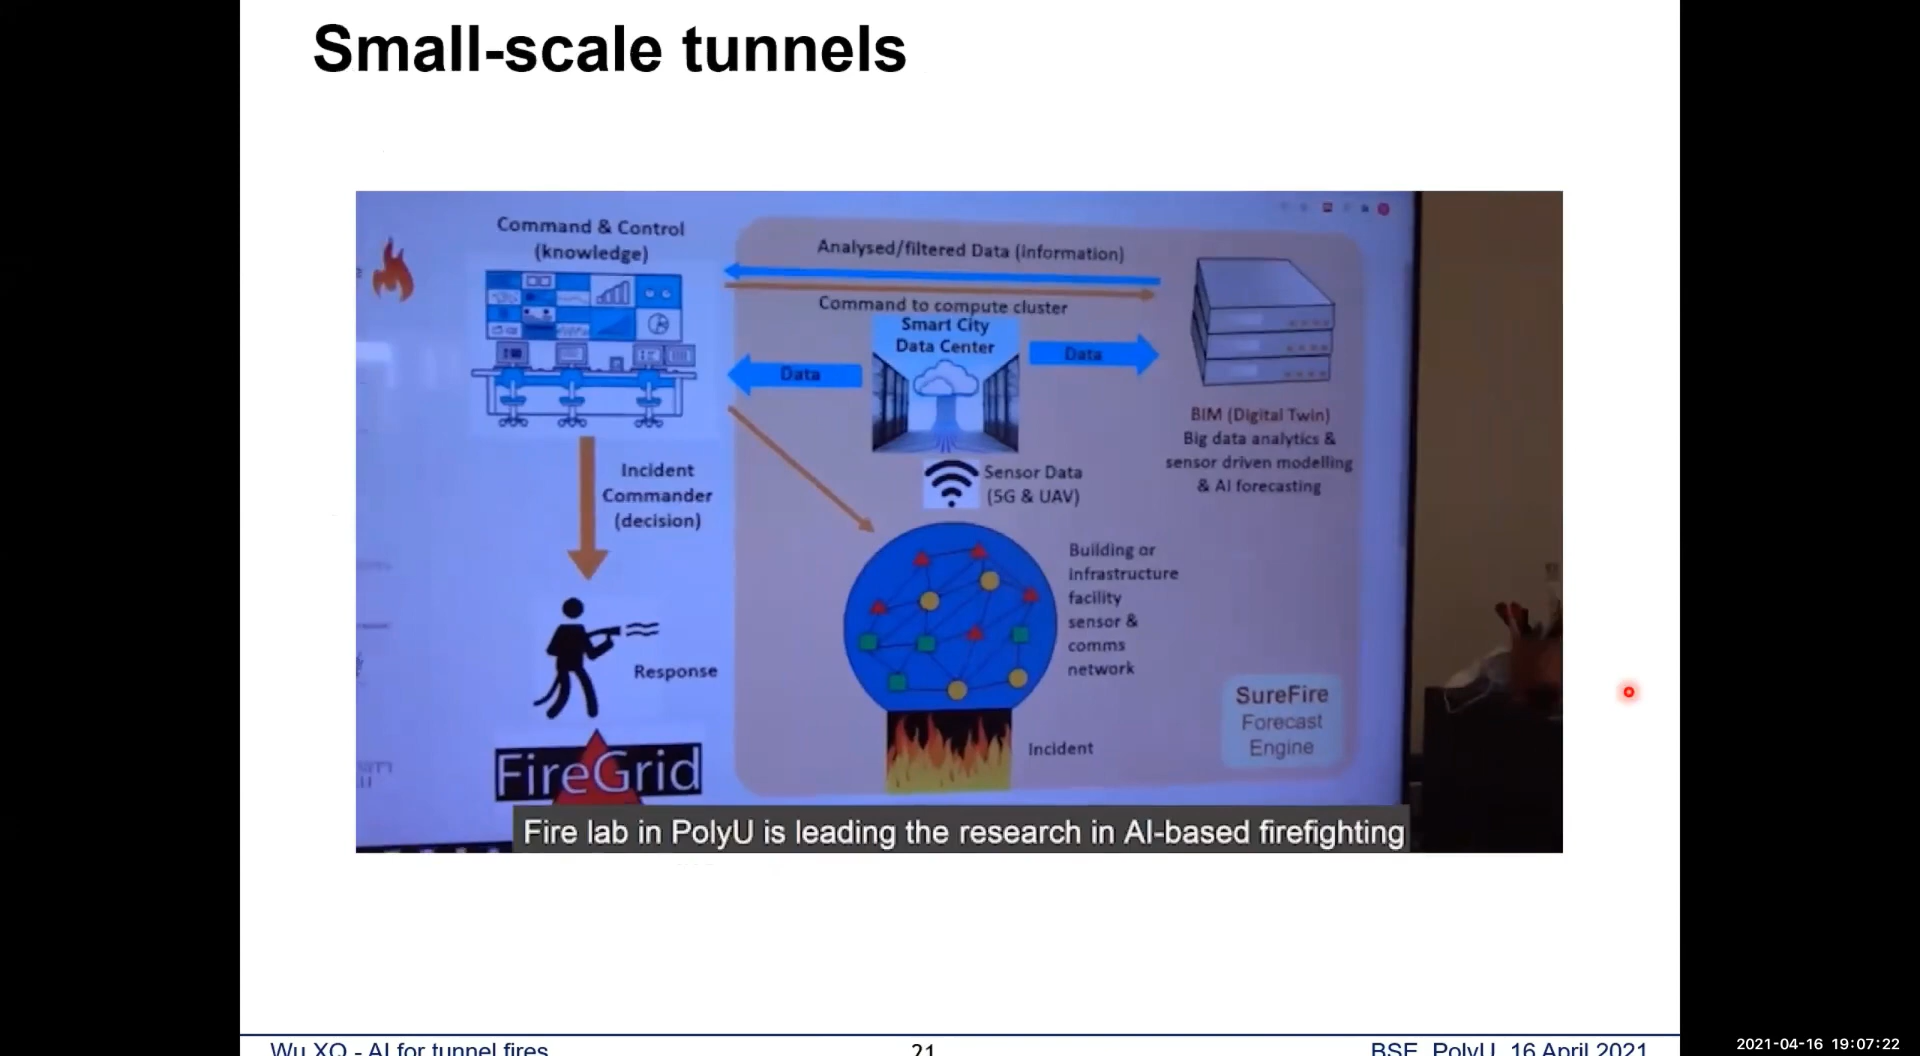 Small-scale tunnels
Command & Control
(knowledge)
Analysed/filtered Data (information)
Command to compute cluster
Smart City
Data Center
Data
Data
BIM (Digital Twin)
Big data analytics &
sensor driven modelling
& AI forecasting
Incident
Commander
(decision)
Sensor Data
(5G & UAV)
Building or
infrastructure
facility
sensor &
comms
network
Response
SureFire
Forecast
Engine
Incident
FireGrid
Fire lab in PolyU is leading the research in AI-based firefighting
Wu XQ - AI for tunnel fires
21
BSE, PolyU, 16 April 2021
2021-04-16 19:07:22